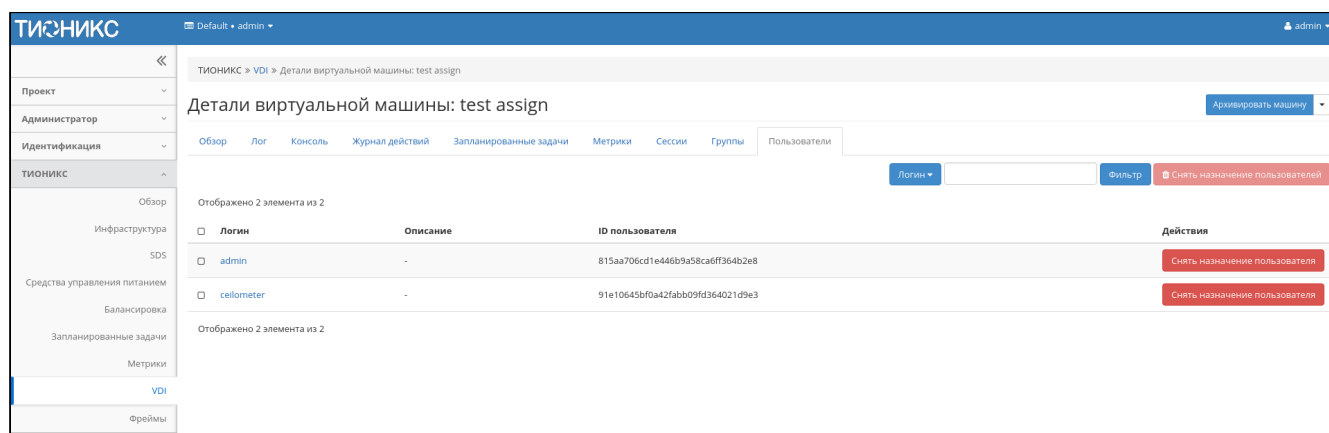 ТИОНИКС Default • admin admin
ТИОНИКС » VDI » Детали виртуальной машины: test assign
Проект
Детали виртуальной машины: test assign Архивировать машину
Администратор
Идентификация
Обзор Лог Консоль Журнал действий Запланированные задачи Метрики Сессии Группы Пользователи
ТИОНИКС
Логин Фильтр Снять назначение пользователей
Обзор
Отображено 2 элемента из 2
Инфраструктура
Логин Описание ID пользователя Действия
SDS
admin - 815aa706cd1e446b9a58ca6ff364b2e8 Снять назначение пользователя
Средства управления питанием
ceilometer - 91e10645bf0a42fabb09fd364021d9e3 Снять назначение пользователя
Балансировка
Отображено 2 элемента из 2
Запланированные задачи
Метрики
VDI
Фреймы